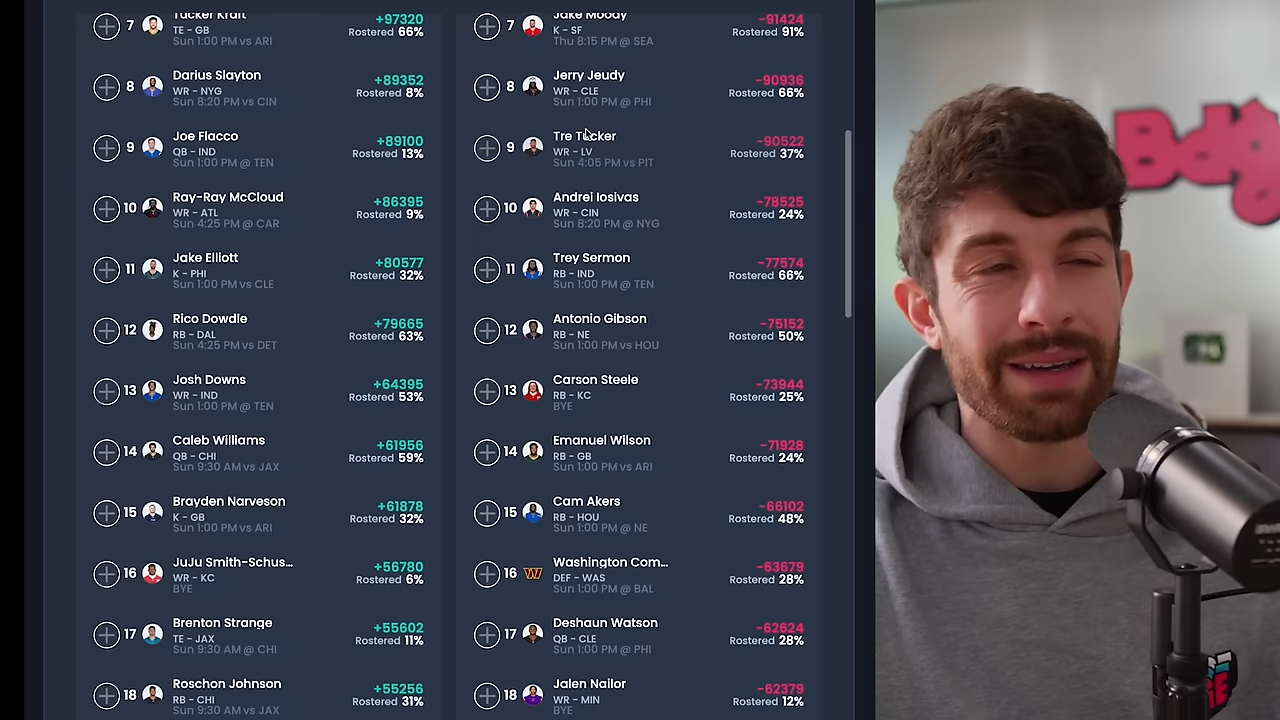 7 Tucker Kraft +97320
TE - GB Rostered 66%
Sun 1:00 PM vs ARI
8 Darius Slayton +89352
WR - NYG Rostered 8%
Sun 8:20 PM vs CIN
9 Joe Flacco +89100
QB - IND Rostered 13%
Sun 1:00 PM @ TEN
10 Ray-Ray McCloud +86395
WR - ATL Rostered 9%
Sun 4:25 PM @ CAR
11 Jake Elliott +80577
K - PHI Rostered 32%
Sun 1:00 PM vs CLE
12 Rico Dowdle +79665
RB - DAL Rostered 63%
Sun 4:25 PM vs DET
13 Josh Downs +64395
WR - IND Rostered 53%
Sun 1:00 PM @ TEN
14 Caleb Williams +61956
QB - CHI Rostered 59%
Sun 9:30 AM vs JAX
15 Brayden Narveson +61878
K - GB Rostered 32%
Sun 1:00 PM vs ARI
16 JuJu Smith-Schus... +56780
WR - KC Rostered 6%
BYE
17 Brenton Strange +55602
TE - JAX Rostered 11%
Sun 9:30 AM @ CHI
18 Roschon Johnson +55256
RB - CHI Rostered 31%
Sun 9:30 AM vs JAX
7 Jake Moody -91424
K - SF Rostered 91%
Thu 8:15 PM @ SEA
8 Jerry Jeudy -90936
WR - CLE Rostered 66%
Sun 1:00 PM @ PHI
9 Tre Tucker -90522
WR - LV Rostered 37%
Sun 4:05 PM vs PIT
10 Andrei Iosivas -78525
WR - CIN Rostered 24%
Sun 8:20 PM @ NYG
11 Trey Sermon -77574
RB - IND Rostered 66%
Sun 1:00 PM @ TEN
12 Antonio Gibson -75152
RB - NE Rostered 50%
Sun 1:00 PM vs HOU
13 Carson Steele -73944
RB - KC Rostered 25%
BYE
14 Emanuel Wilson -71928
RB - GB Rostered 24%
Sun 1:00 PM vs ARI
15 Cam Akers -66102
RB - HOU Rostered 48%
Sun 1:00 PM @ NE
16 Washington Com... -63679
DEF - WAS Rostered 28%
Sun 1:00 PM @ BAL
17 Deshaun Watson -62624
QB - CLE Rostered 28%
Sun 1:00 PM @ PHI
18 Jalen Nailor -62379
WR - MIN Rostered 12%
BYE